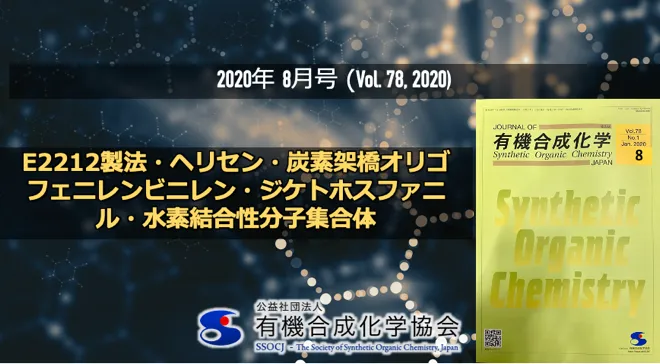 2020年 8月号 (Vol. 78, 2020)
E2212製法・ヘリセン・炭素架橋オリゴ
フェニレンビニレン・ジケトホスファニ
ル・水素結合性分子集合体
JOURNAL OF
有機合成化学
Synthetic Organic Chemistry
JAPAN
Vol.78
No.1
Jan. 2020
8
Synthetic
Organic
Chemistry
公益社団法人
有機合成化学協会
SSOCJ - The Society of Synthetic Organic Chemistry, Japan